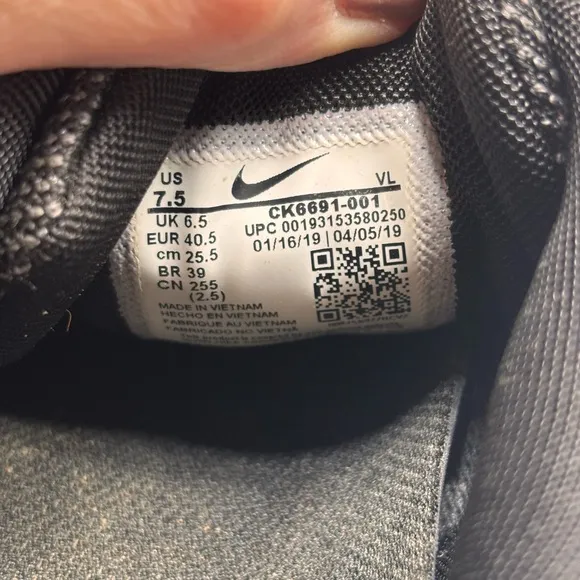 US
7.5
VL
UK 6.5
CK6691-001
EUR 40.5
UPC 00193153580250
cm 25.5
01/16/19 | 04/05/19
BR 39
CN 255
(2.5)
MADE IN VIETNAM
HECHO EN VIETNAM
FABRIQUE AU VIETNAM
FABRICADO NO VIETNÃ